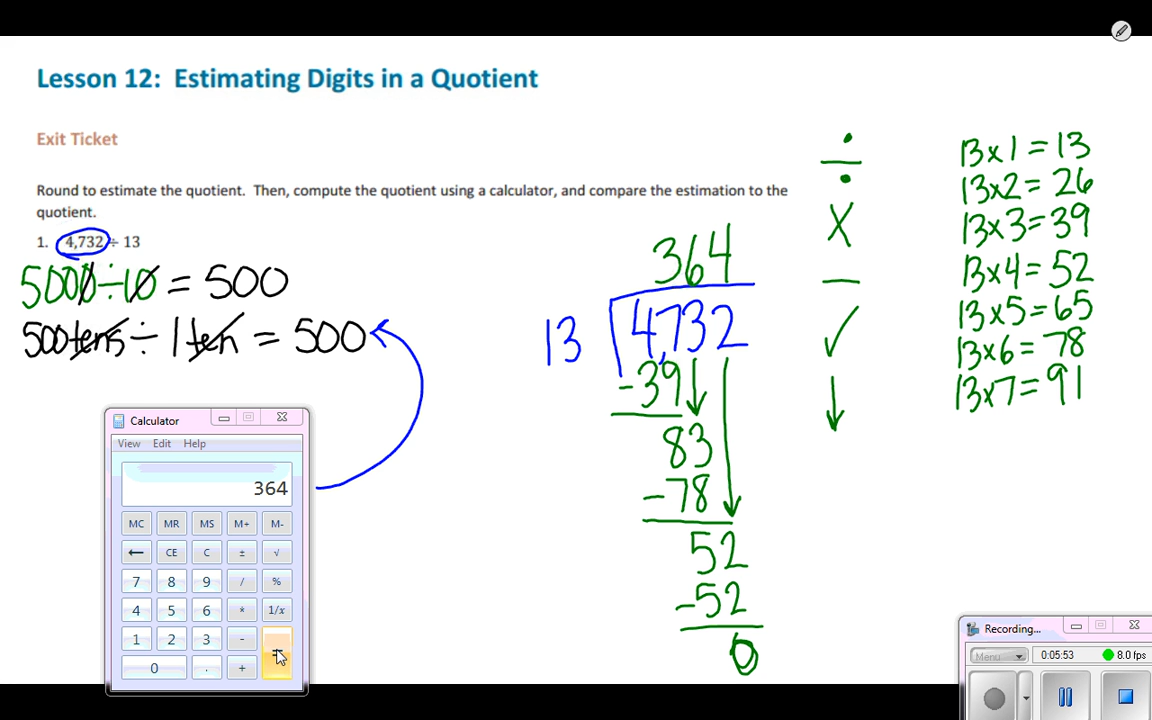 Lesson 12: Estimating Digits in a Quotient
Exit Ticket
Round to estimate the quotient. Then, compute the quotient using a calculator, and compare the estimation to the
quotient.
1. 4,732 ÷ 13
5000 ÷ 10 = 500
500 tens ÷ 1 ten = 500
364
13 4,732
-39
83
-78
52
-52
0
÷
X
—
✓
↓
13x1 = 13
13x2 = 26
13x3 = 39
13x4 = 52
13x5 = 65
13x6 = 78
13x7 = 91
Calculator
View Edit Help
364
MC MR MS M+ M-
← CE C ± √
7 8 9 / %
4 5 6 * 1/x
1 2 3 - =
0 . +
Recording...
Menu 0:05:53 8.0 fps